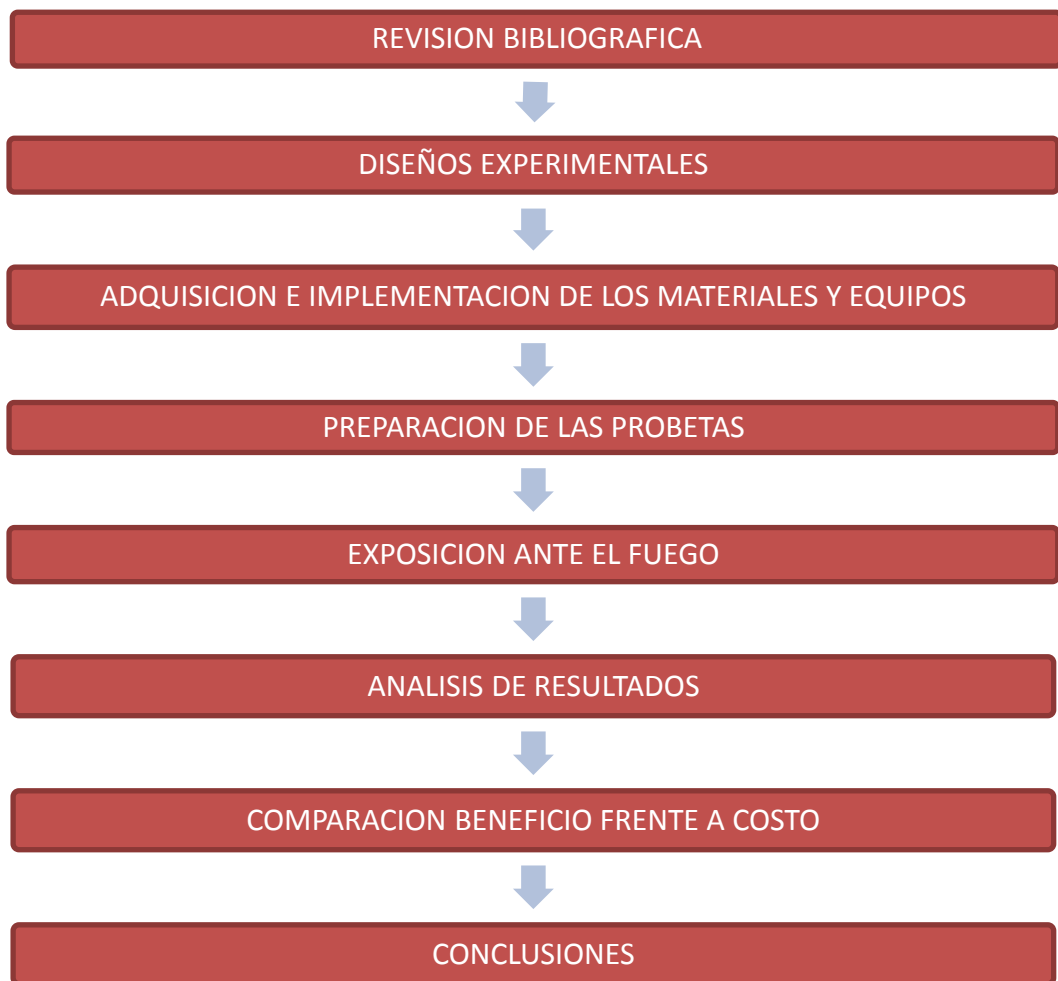 REVISION BIBLIOGRAFICA
DISEÑOS EXPERIMENTALES
ADQUISICION E IMPLEMENTACION DE LOS MATERIALES Y EQUIPOS
PREPARACION DE LAS PROBETAS
EXPOSICION ANTE EL FUEGO
ANALISIS DE RESULTADOS
COMPARACION BENEFICIO FRENTE A COSTO
CONCLUSIONES